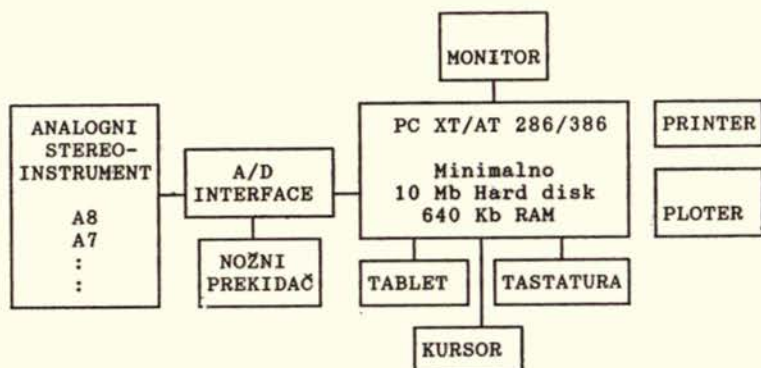 MONITOR
ANALOGNI
STEREO-
INSTRUMENT
A8
A7
:
:
A/D
INTERFACE
NOŽNI
PREKIDAČ
PC XT/AT 286/386
Minimalno
10 Mb Hard disk
640 Kb RAM
PRINTER
PLOTER
TABLET
TASTATURA
KURSOR